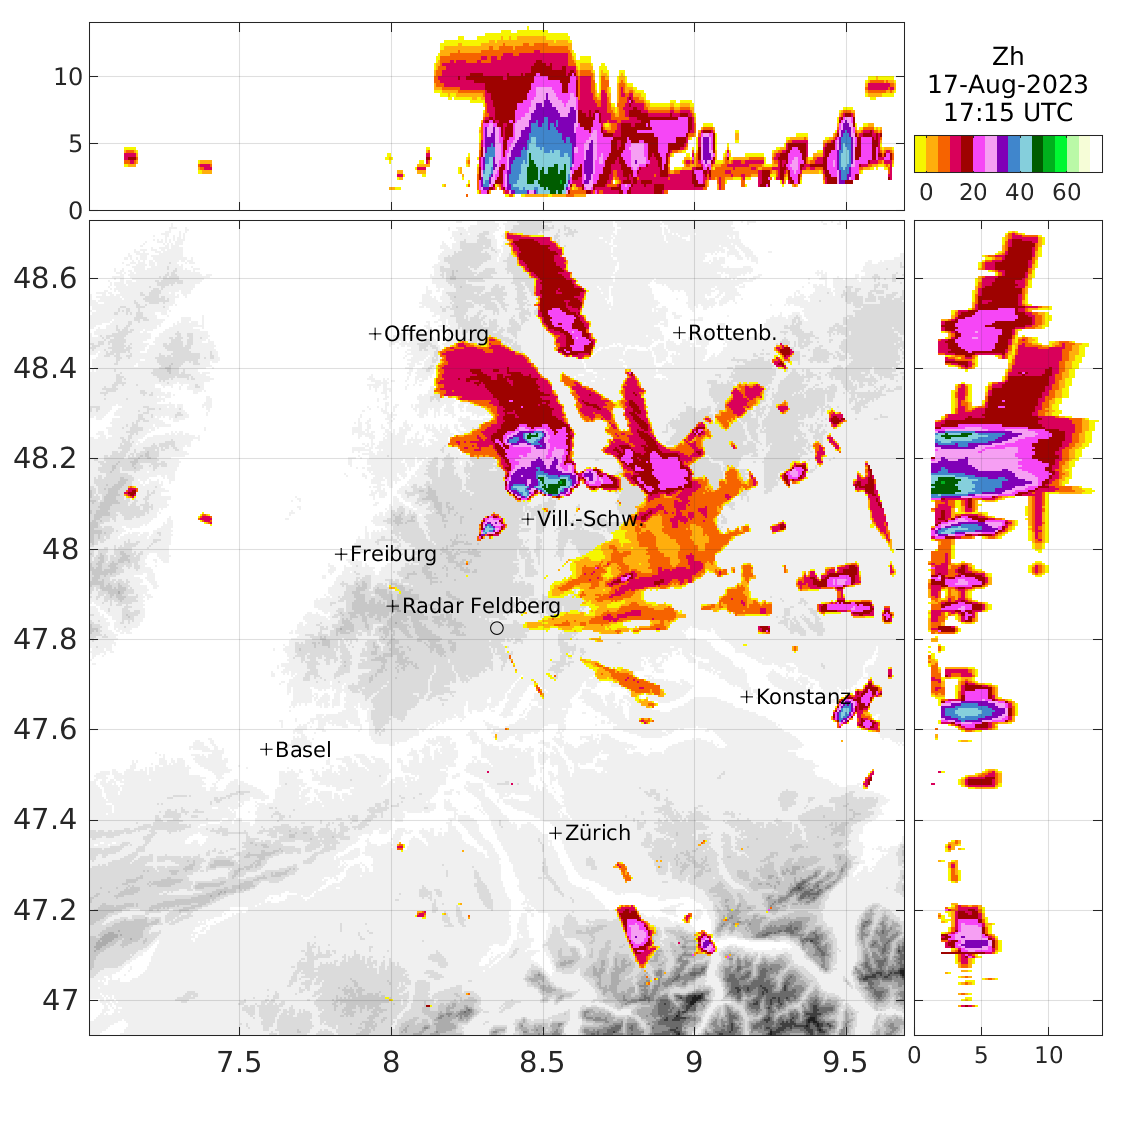 10
5
0
Zh
17-Aug-2023
17:15 UTC
0 20 40 60
48.6
48.4
48.2
48
47.8
47.6
47.4
47.2
47
+Offenburg
+Rottenb.
+Vill.-Schw.
+Freiburg
+Radar Feldberg
+Konstanz
+Basel
+Zürich
7.5 8 8.5 9 9.5
0 5 10